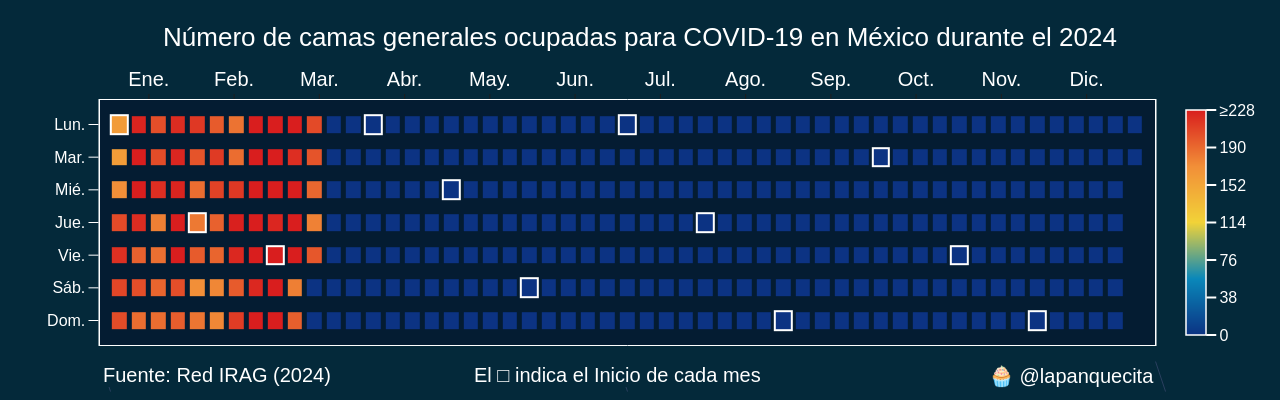 Número de camas generales ocupadas para COVID-19 en México durante el 2024
Ene. Feb. Mar. Abr. May. Jun. Jul. Ago. Sep. Oct. Nov. Dic.
Lun.
Mar.
Mié.
Jue.
Vie.
Sáb.
Dom.
≥228
190
152
114
76
38
0
Fuente: Red IRAG (2024)
El □ indica el Inicio de cada mes
🧁 @lapanquecita